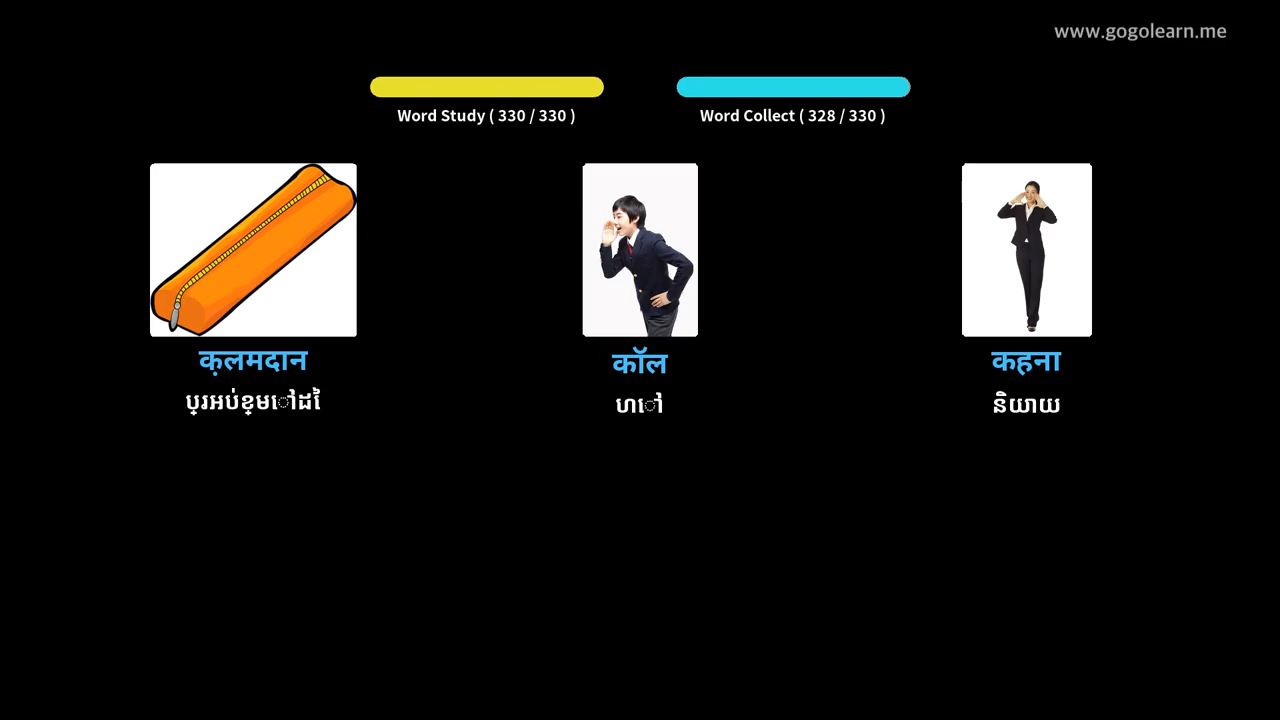 www.gogolearn.me
Word Study ( 330 / 330 )
Word Collect ( 328 / 330 )
क़लमदान
कॉल
कहना
ប្រអប់ខ្មៅដៃ
ហៅ
និយាយ